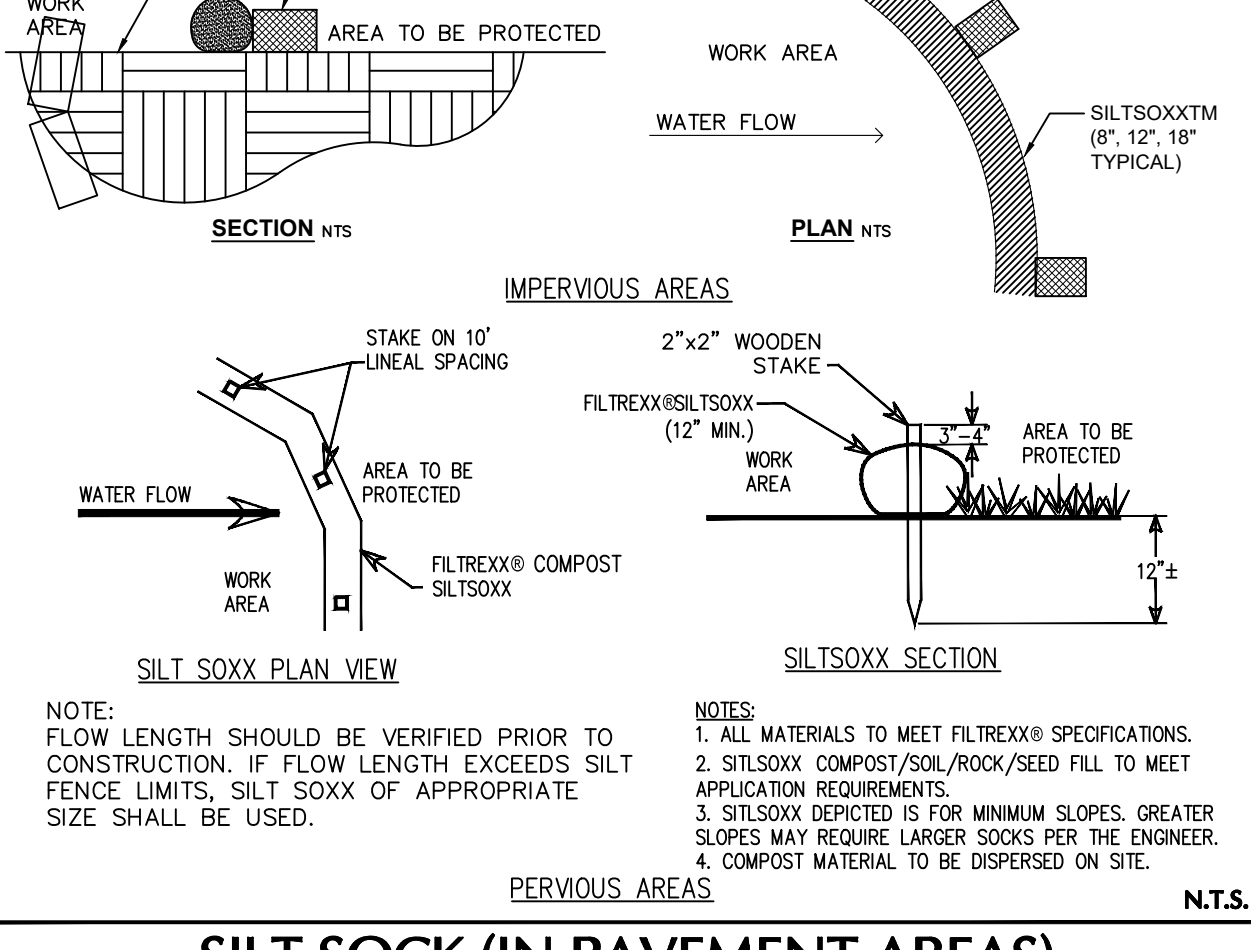 WORK
AREA
AREA TO BE PROTECTED
SECTION NTS
WORK AREA
WATER FLOW
SILTSOXXTM
(8", 12", 18"
TYPICAL)
PLAN NTS
IMPERVIOUS AREAS
STAKE ON 10'
LINEAL SPACING
WATER FLOW
AREA TO BE
PROTECTED
WORK
AREA
FILTREXX® COMPOST
SILTSOXX
SILT SOXX PLAN VIEW
2"x2" WOODEN
STAKE
FILTREXX®SILTSOXX
(12" MIN.)
3"-4"
WORK
AREA
AREA TO BE
PROTECTED
12"±
SILTSOXX SECTION
NOTE:
FLOW LENGTH SHOULD BE VERIFIED PRIOR TO
CONSTRUCTION. IF FLOW LENGTH EXCEEDS SILT
FENCE LIMITS, SILT SOXX OF APPROPRIATE
SIZE SHALL BE USED.
NOTES:
1. ALL MATERIALS TO MEET FILTREXX® SPECIFICATIONS.
2. SITLSOXX COMPOST/SOIL/ROCK/SEED FILL TO MEET
APPLICATION REQUIREMENTS.
3. SITLSOXX DEPICTED IS FOR MINIMUM SLOPES. GREATER
SLOPES MAY REQUIRE LARGER SOCKS PER THE ENGINEER.
4. COMPOST MATERIAL TO BE DISPERSED ON SITE.
PERVIOUS AREAS
N.T.S.
SILT SOCK (IN PAVEMENT AREAS)